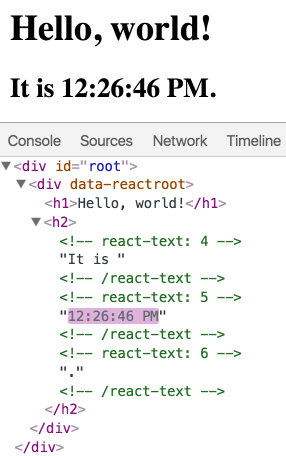 Hello, world!
It is 12:26:46 PM.
Console Sources Network Timeline
▼<div id="root">
▼<div data-reactroot>
<h1>Hello, world!</h1>
▼<h2>
<!-- react-text: 4 -->
"It is "
<!-- /react-text -->
<!-- react-text: 5 -->
"12:26:46 PM"
<!-- /react-text -->
<!-- react-text: 6 -->
"."
<!-- /react-text -->
</h2>
</div>
</div>